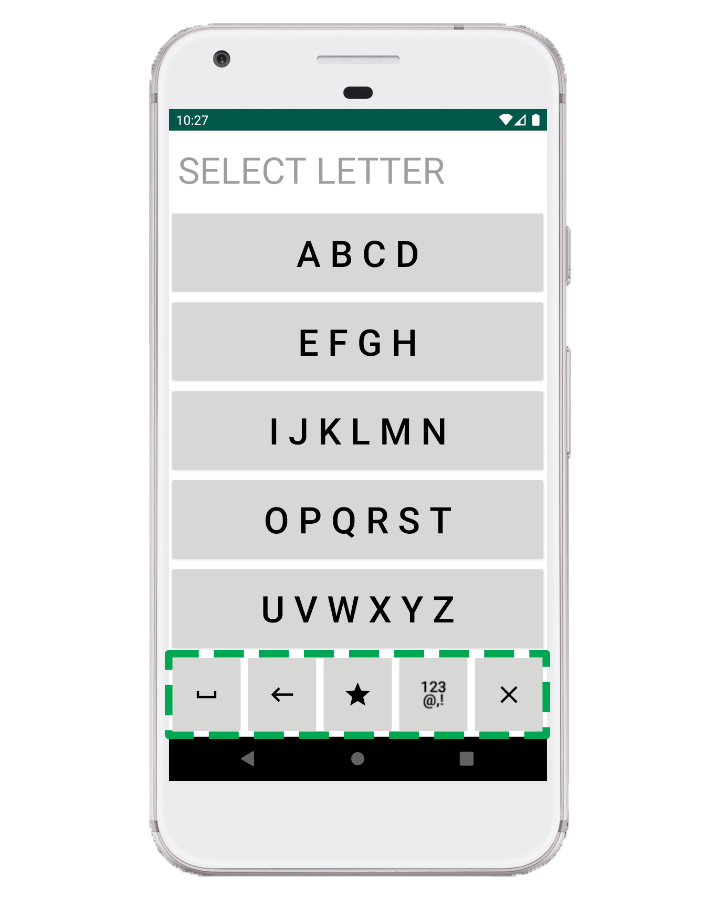 10:27
SELECT LETTER
A B C D
E F G H
I J K L M N
O P Q R S T
U V W X Y Z
123
@,!